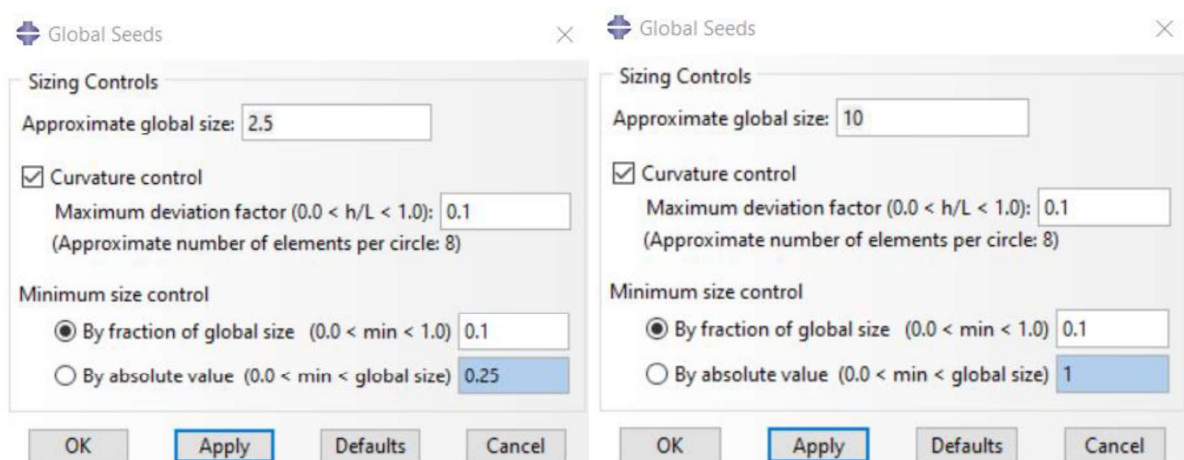 Global Seeds
Sizing Controls
Approximate global size: 2.5
Curvature control
Maximum deviation factor (0.0 < h/L < 1.0): 0.1
(Approximate number of elements per circle: 8)
Minimum size control
By fraction of global size (0.0 < min < 1.0) 0.1
By absolute value (0.0 < min < global size) 0.25
OK Apply Defaults Cancel
Global Seeds
Sizing Controls
Approximate global size: 10
Curvature control
Maximum deviation factor (0.0 < h/L < 1.0): 0.1
(Approximate number of elements per circle: 8)
Minimum size control
By fraction of global size (0.0 < min < 1.0) 0.1
By absolute value (0.0 < min < global size) 1
OK Apply Defaults Cancel